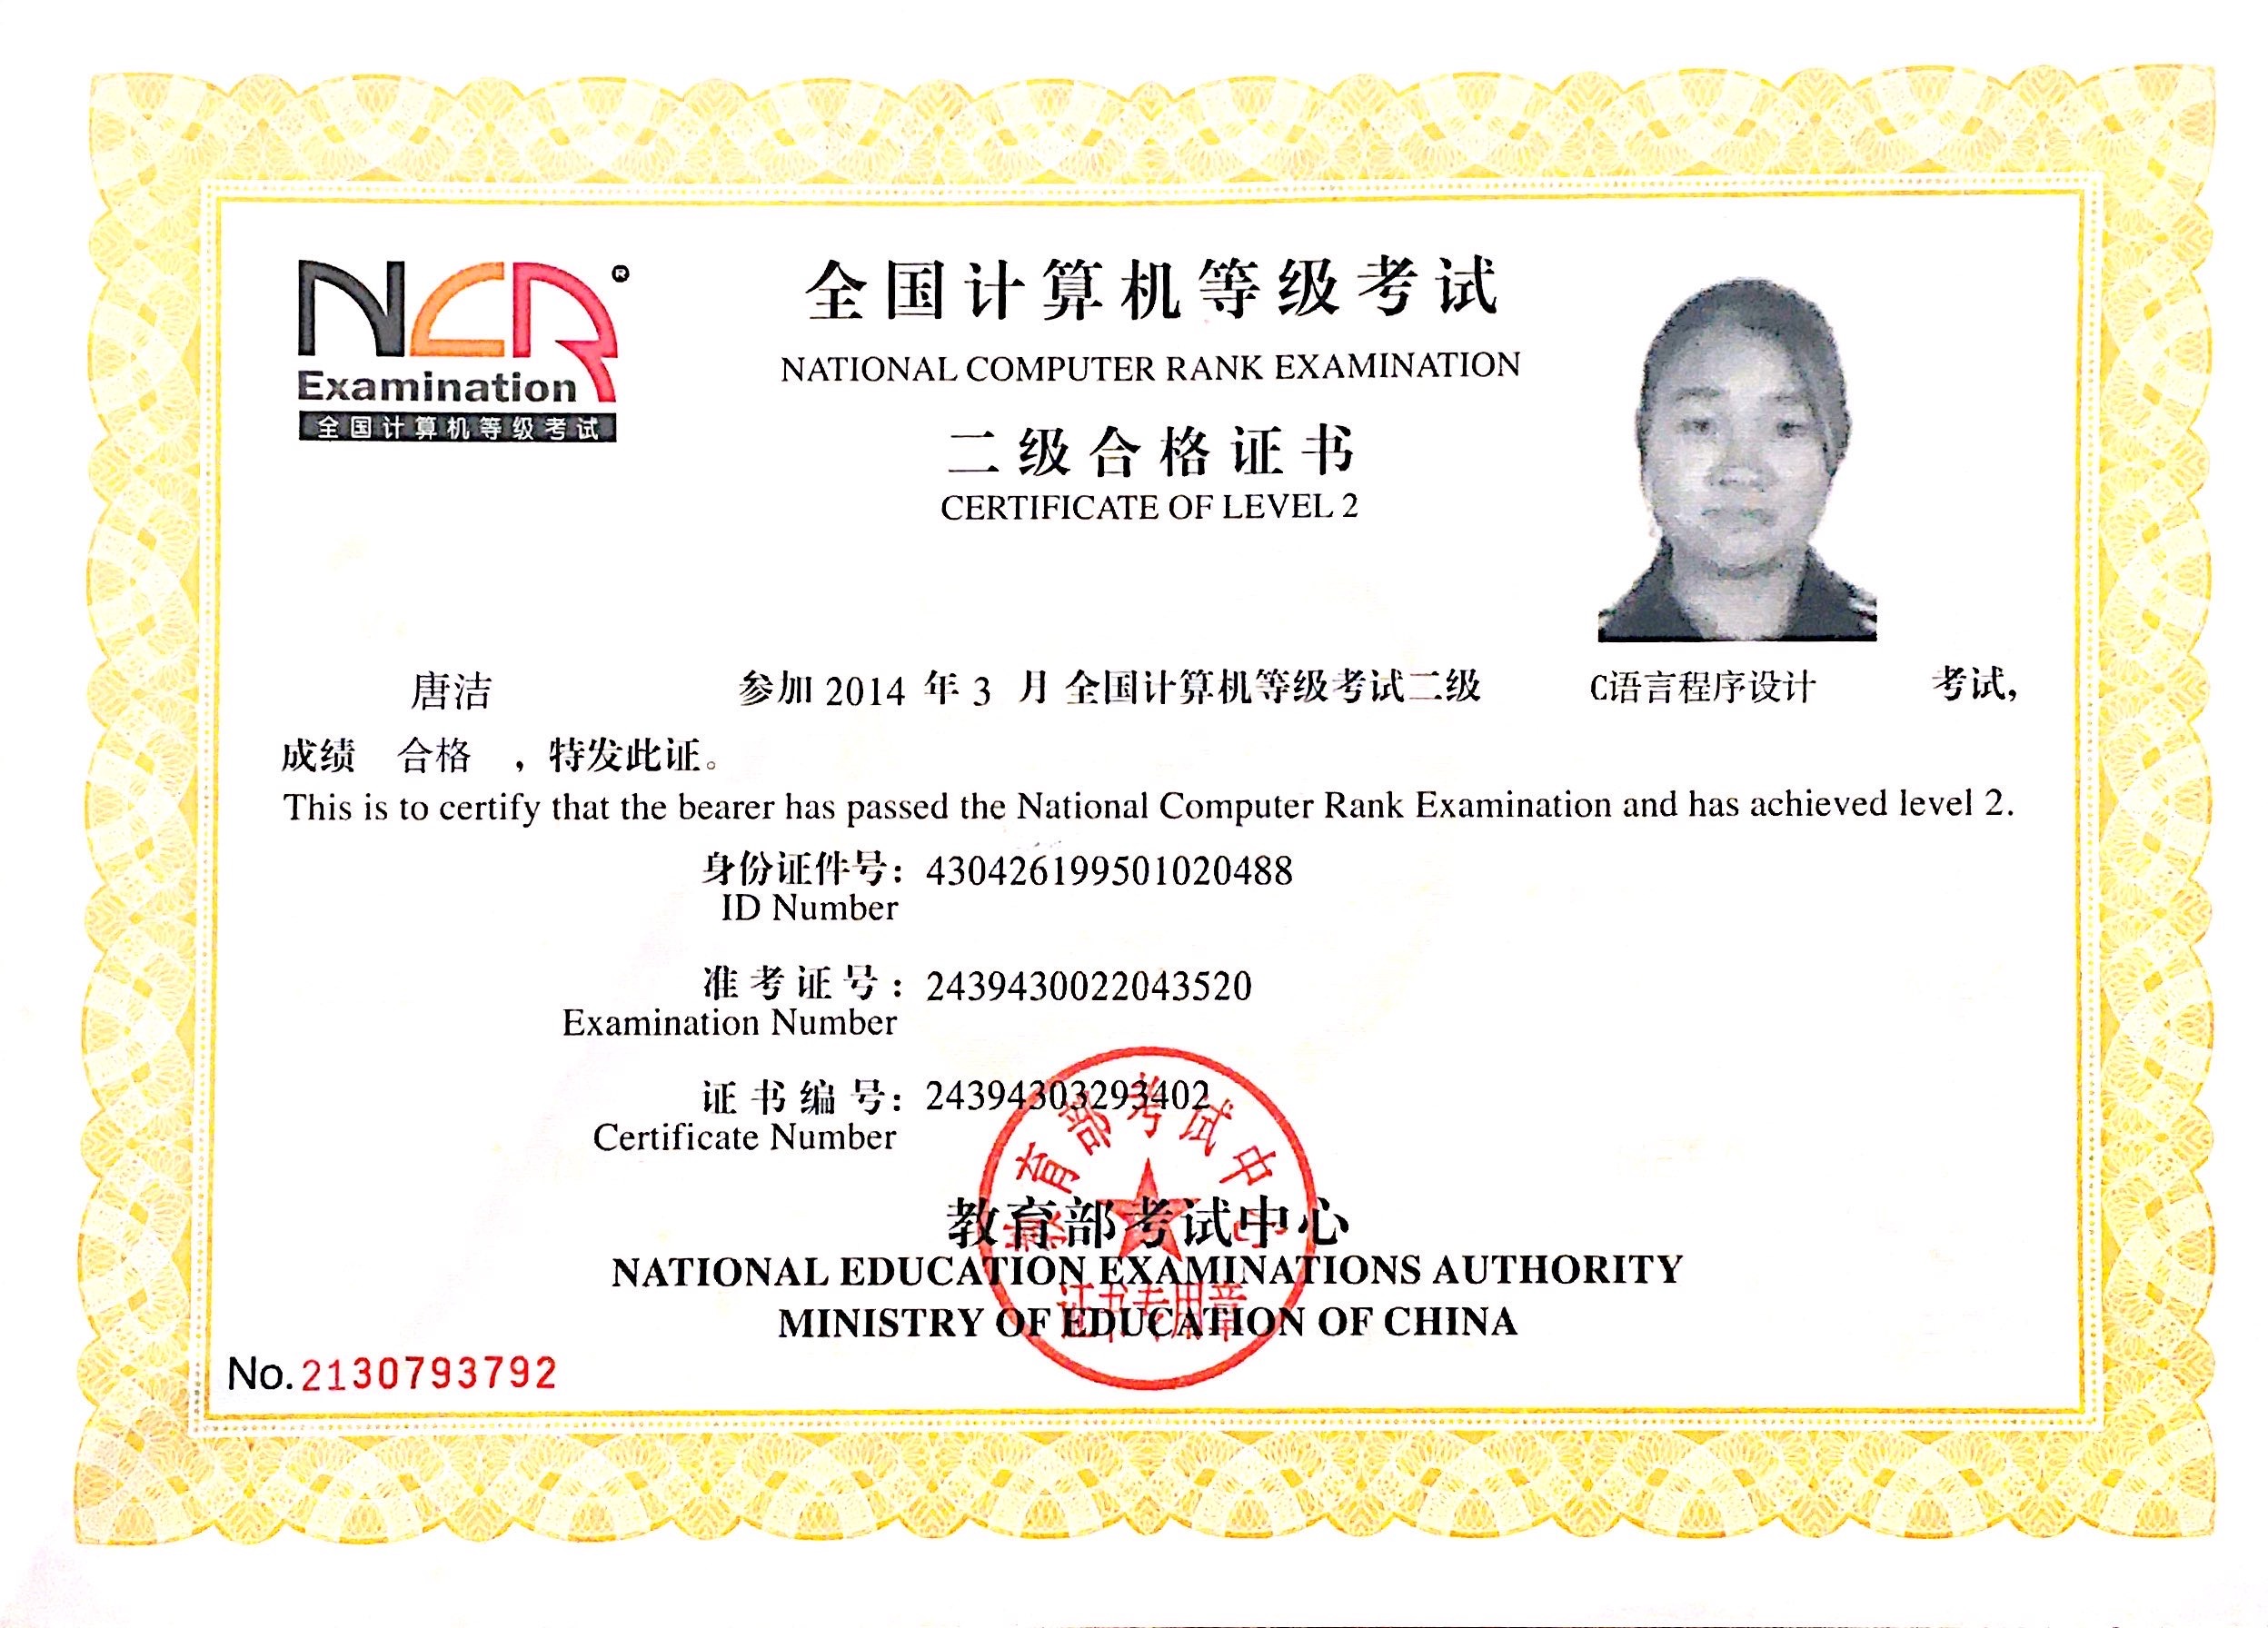 NCR®
Examination
全国计算机等级考试
全国计算机等级考试
NATIONAL COMPUTER RANK EXAMINATION
二级合格证书
CERTIFICATE OF LEVEL 2
唐洁 参加 2014 年 3 月 全国计算机等级考试二级 C语言程序设计 考试,
成绩 合格 ，特发此证。
This is to certify that the bearer has passed the National Computer Rank Examination and has achieved level 2.
身份证件号: 430426199501020488
ID Number
准考证号: 2439430022043520
Examination Number
证书编号: 24394303293402
Certificate Number
教育部考试中心
教育部考试中心
NATIONAL EDUCATION EXAMINATIONS AUTHORITY
证书专用章
MINISTRY OF EDUCATION OF CHINA
No. 2130793792